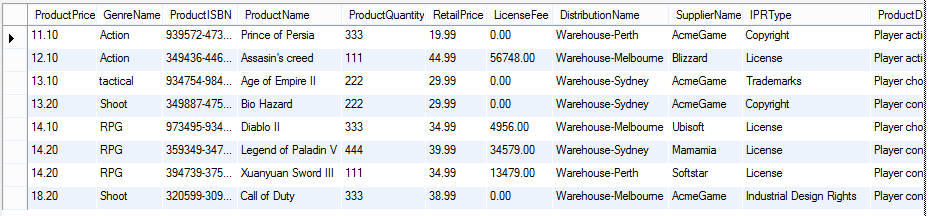 ProductPrice GenreName ProductISBN ProductName ProductQuantity RetailPrice LicenseFee DistributionName SupplierName IPRType ProductD
11.10 Action 939572-473... Prince of Persia 333 19.99 0.00 Warehouse-Perth AcmeGame Copyright Player acti
12.10 Action 349436-446... Assasin's creed 111 44.99 56748.00 Warehouse-Melbourne Blizzard License Player acti
13.10 tactical 934754-984... Age of Empire II 222 29.99 0.00 Warehouse-Sydney AcmeGame Trademarks Player cho
13.20 Shoot 349887-475... Bio Hazard 222 29.99 0.00 Warehouse-Sydney AcmeGame Copyright Player con
14.10 RPG 973495-934... Diablo II 333 34.99 4956.00 Warehouse-Melbourne Ubisoft License Player cho
14.20 RPG 359349-347... Legend of Paladin V 444 39.99 34579.00 Warehouse-Sydney Mamamia License Player con
14.20 RPG 394739-375... Xuanyuan Sword III 111 34.99 13479.00 Warehouse-Perth Softstar License Player con
18.20 Shoot 320599-309... Call of Duty 333 38.99 0.00 Warehouse-Melbourne AcmeGame Industrial Design Rights Player con